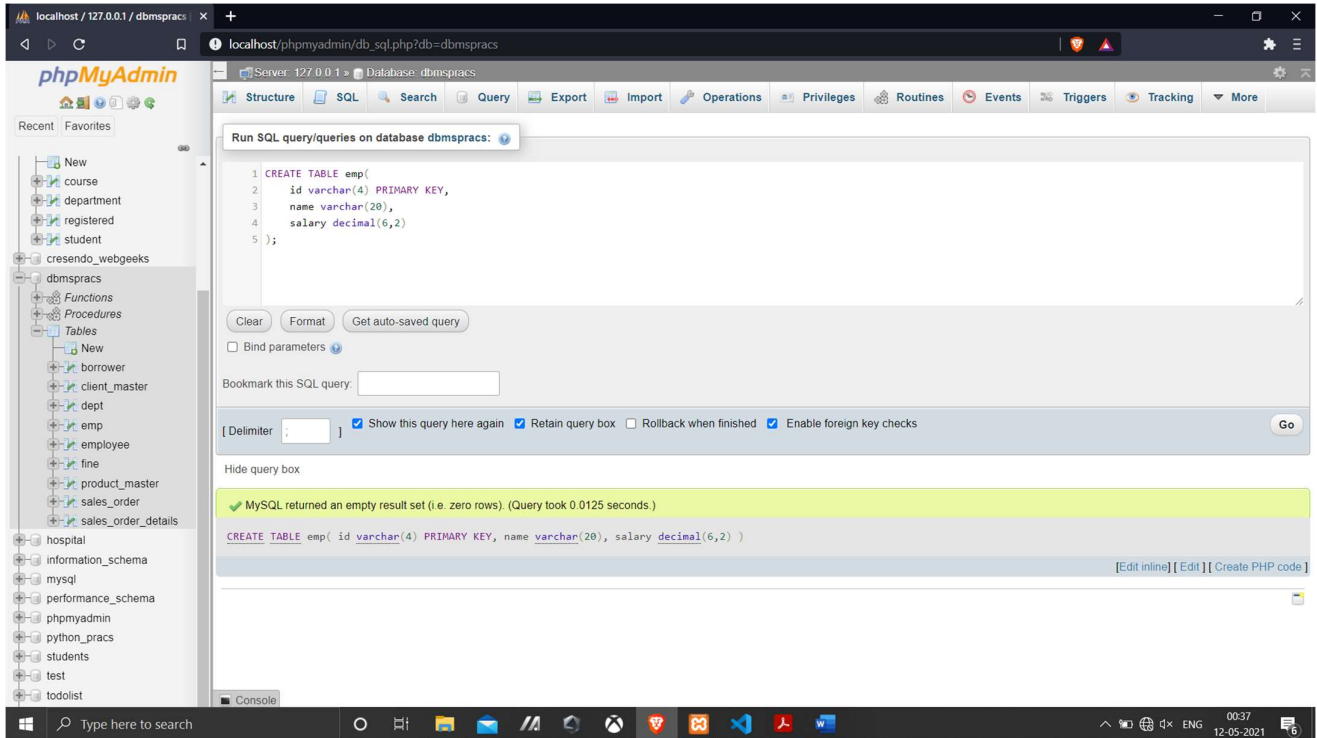 localhost / 127.0.0.1 / dbmspracs
localhost/phpmyadmin/db_sql.php?db=dbmspracs
phpMyAdmin
Recent Favorites
New
course
department
registered
student
cresendo_webgeeks
dbmspracs
Functions
Procedures
Tables
New
borrower
client_master
dept
emp
employee
fine
product_master
sales_order
sales_order_details
hospital
information_schema
mysql
performance_schema
phpmyadmin
python_pracs
students
test
todolist
Server: 127.0.0.1 » Database: dbmspracs
Structure SQL Search Query Export Import Operations Privileges Routines Events Triggers Tracking More
Run SQL query/queries on database dbmspracs:
1 CREATE TABLE emp(
2 id varchar(4) PRIMARY KEY,
3 name varchar(20),
4 salary decimal(6,2)
5 );
Clear Format Get auto-saved query
Bind parameters
Bookmark this SQL query:
[ Delimiter ; ] Show this query here again Retain query box Rollback when finished Enable foreign key checks Go
Hide query box
MySQL returned an empty result set (i.e. zero rows). (Query took 0.0125 seconds.)
CREATE TABLE emp( id varchar(4) PRIMARY KEY, name varchar(20), salary decimal(6,2) )
[Edit inline] [ Edit ] [ Create PHP code ]
Console
Type here to search
ENG
00:37
12-05-2021
6